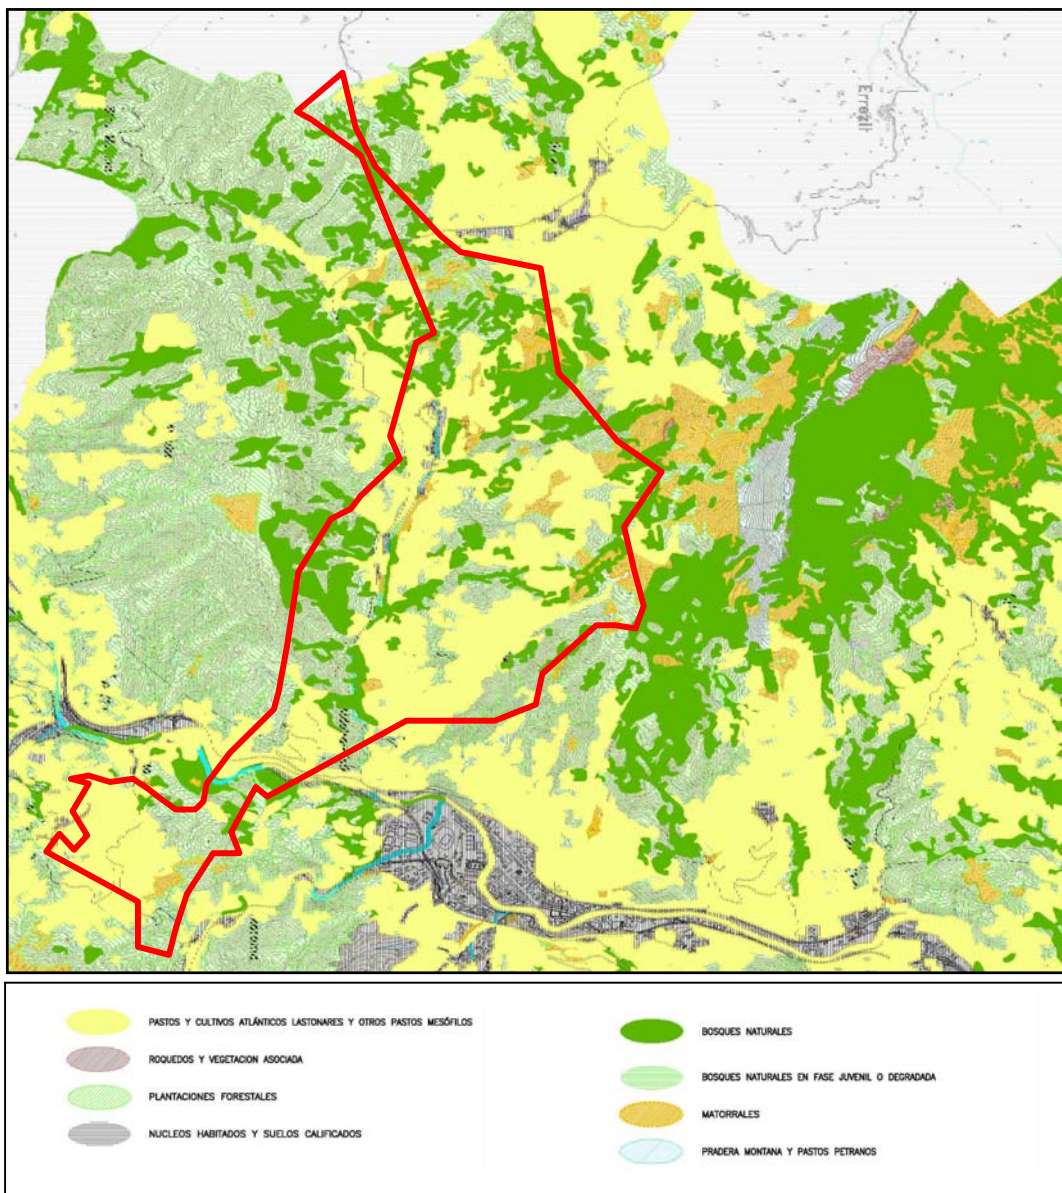 Errezil
PASTOS Y CULTIVOS ATLÁNTICOS LASTONARES Y OTROS PASTOS MESÓFILOS
ROQUEDOS Y VEGETACION ASOCIADA
PLANTACIONES FORESTALES
NUCLEOS HABITADOS Y SUELOS CALIFICADOS
BOSQUES NATURALES
BOSQUES NATURALES EN FASE JUVENIL O DEGRADADA
MATORRALES
PRADERA MONTANA Y PASTOS PETRANOS